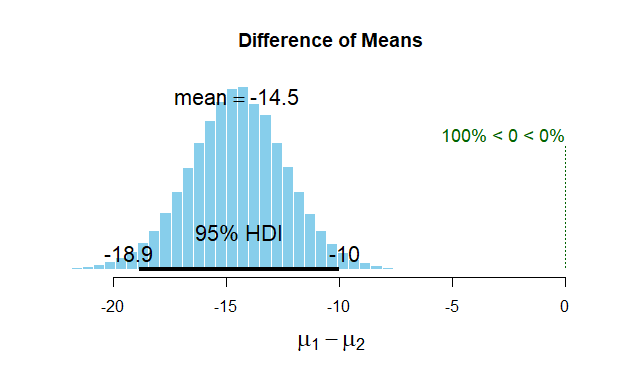 Difference of Means
mean = -14.5
100% < 0 < 0%
95% HDI
-18.9
-10
-20
-15
-10
-5
0
μ1 − μ2